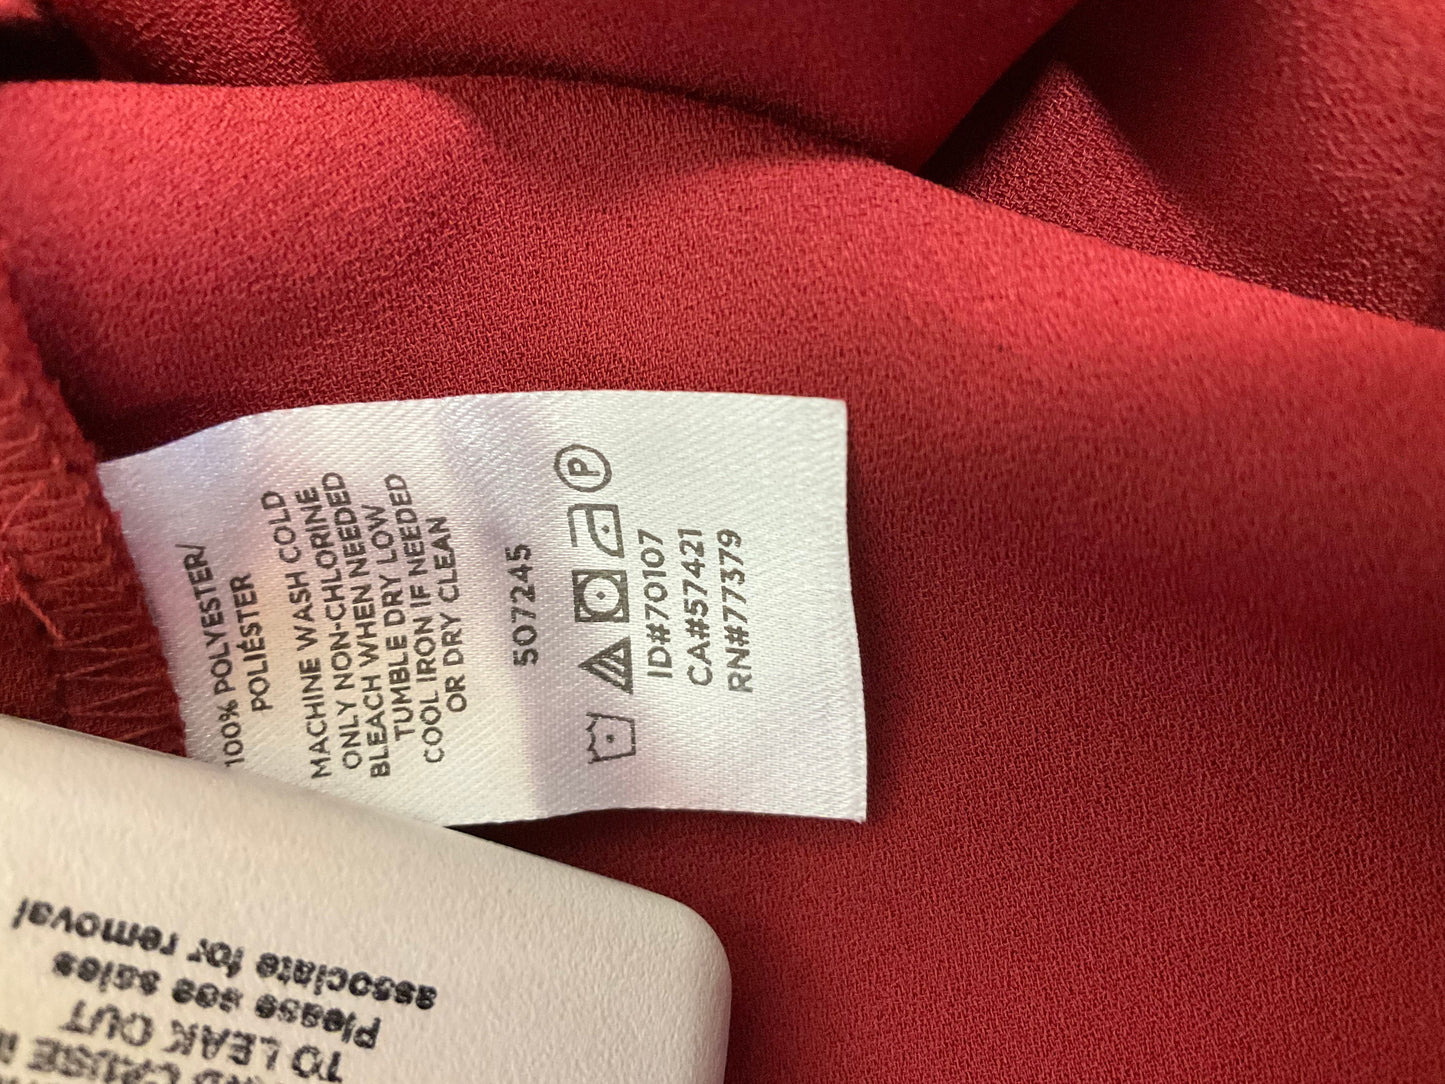 100% POLYESTER/
POLIÉSTER
MACHINE WASH COLD
ONLY NON-CHLORINE
BLEACH WHEN NEEDED
TUMBLE DRY LOW
COOL IRON IF NEEDED
OR DRY CLEAN
507245
P
ID#70107
CA#57421
RN#77379
TO LEAK OUT
Please see sales
associate for removal